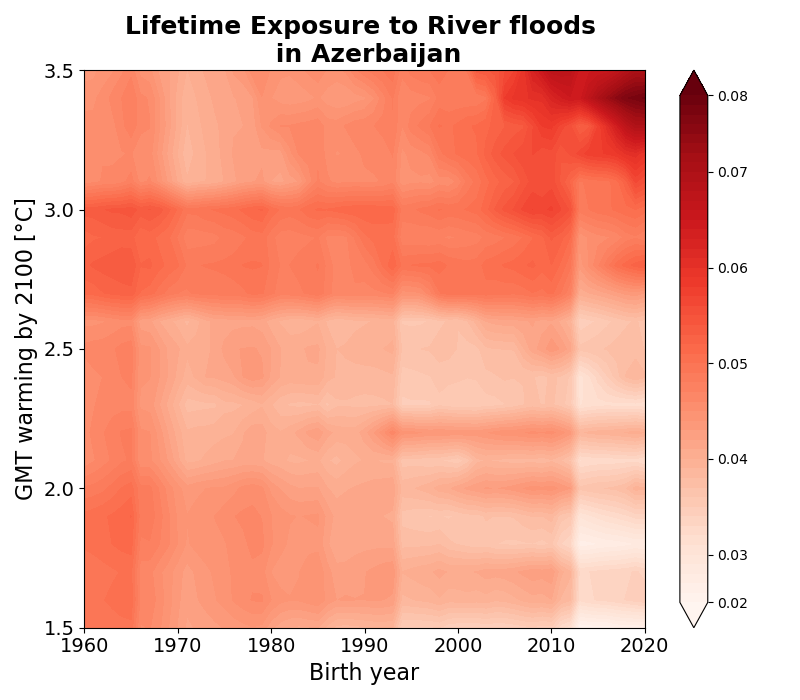 Lifetime Exposure to River floods
in Azerbaijan
3.5
3.0
2.5
2.0
1.5
GMT warming by 2100 [°C]
1960 1970 1980 1990 2000 2010 2020
Birth year
0.08
0.07
0.06
0.05
0.04
0.03
0.02